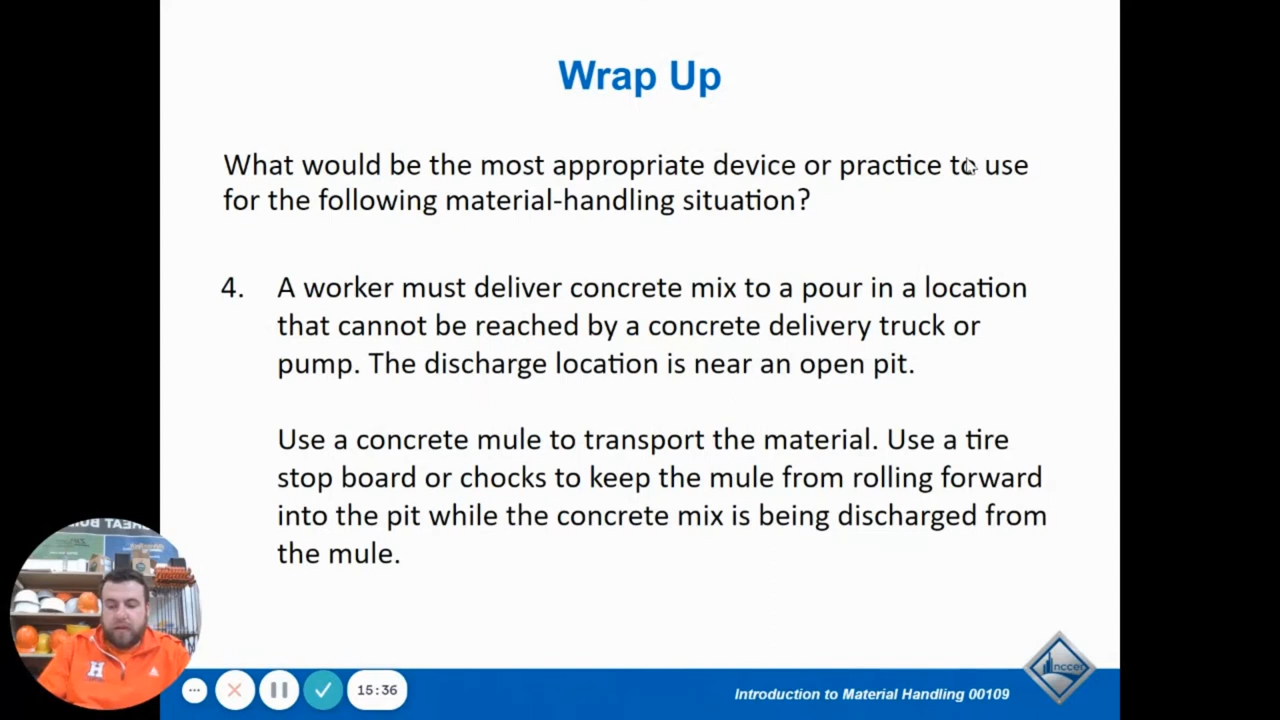 Wrap Up
What would be the most appropriate device or practice to use
for the following material-handling situation?
4. A worker must deliver concrete mix to a pour in a location
that cannot be reached by a concrete delivery truck or
pump. The discharge location is near an open pit.
Use a concrete mule to transport the material. Use a tire
stop board or chocks to keep the mule from rolling forward
into the pit while the concrete mix is being discharged from
the mule.
H
15:36
Introduction to Material Handling 00109
nccer